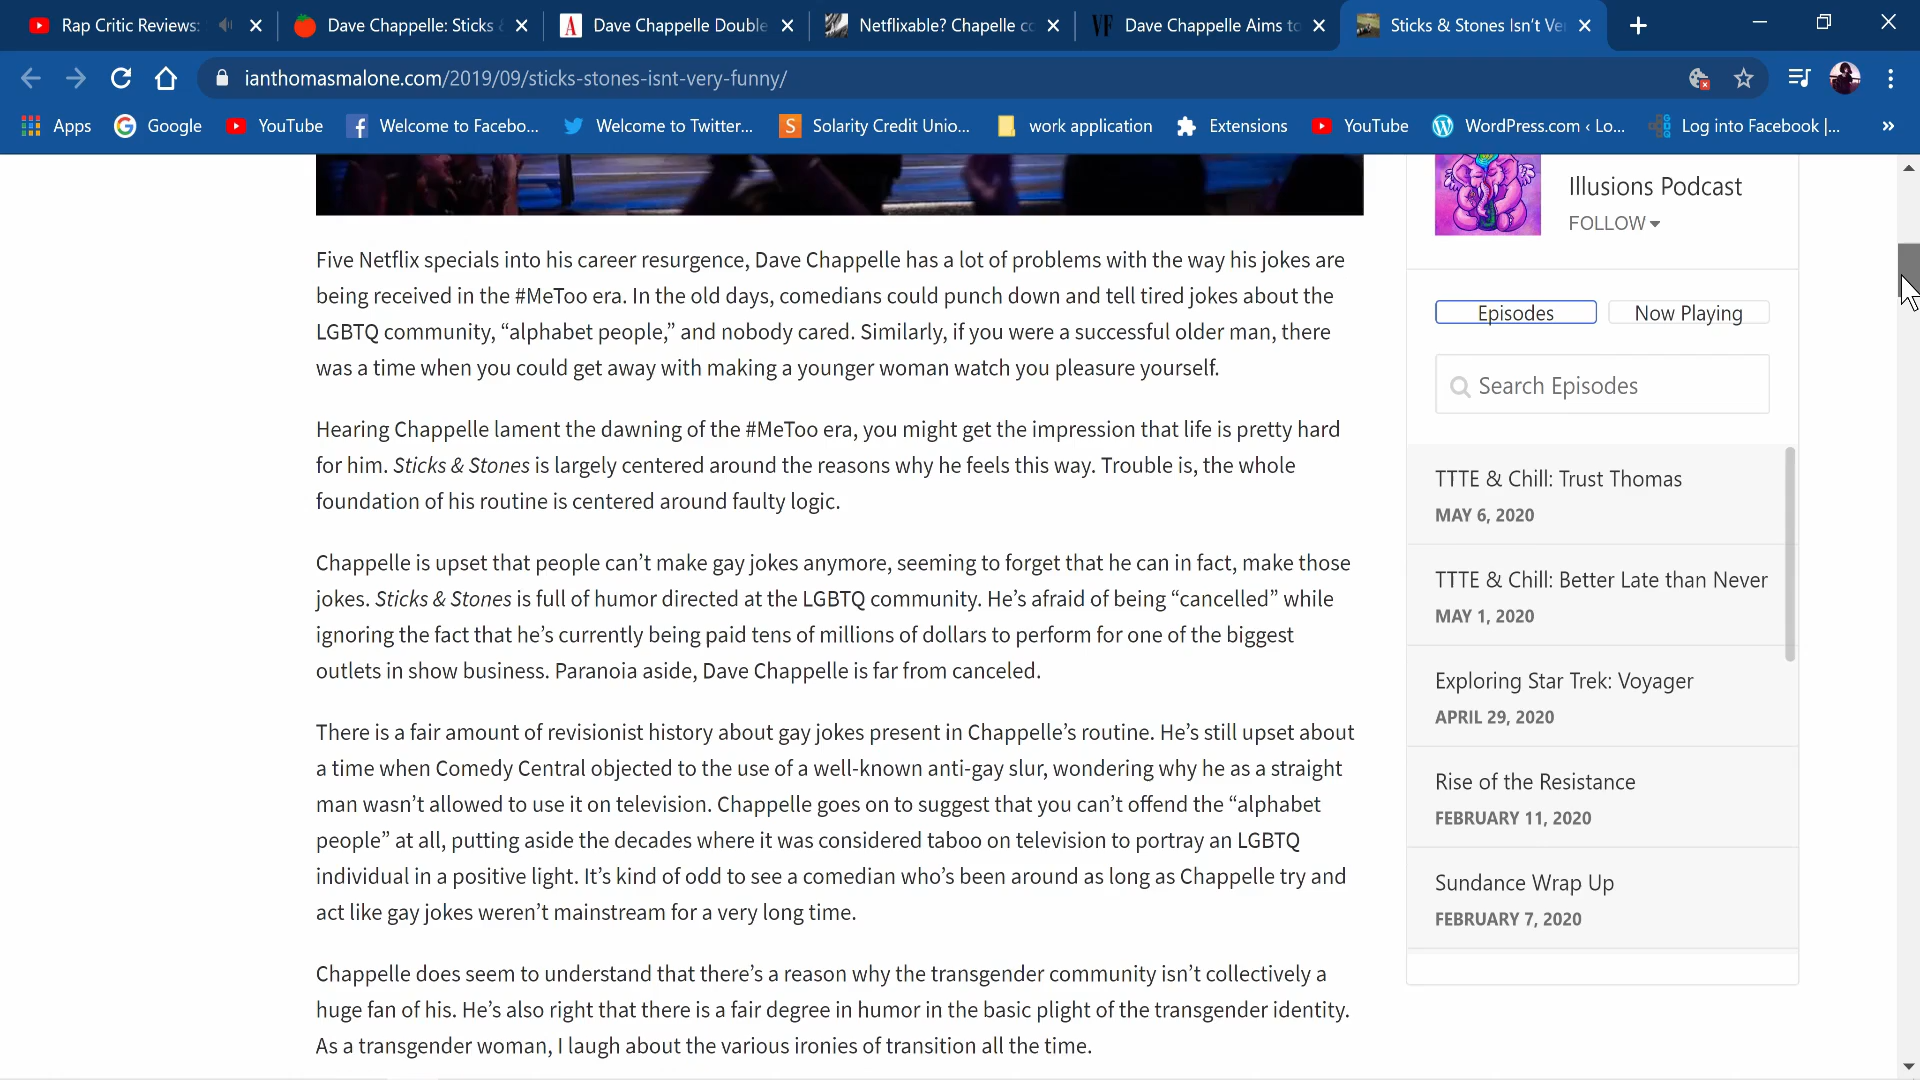 Rap Critic Reviews:
Dave Chappelle: Sticks
Dave Chappelle Double
Netflixable? Chapelle co
VF Dave Chappelle Aims to
Sticks & Stones Isn't Ve
ianthomasmalone.com/2019/09/sticks-stones-isnt-very-funny/
Apps
Google
YouTube
Welcome to Facebo...
Welcome to Twitter...
Solarity Credit Unio...
work application
Extensions
YouTube
WordPress.com ‹ Lo...
Log into Facebook |...
»
Five Netflix specials into his career resurgence, Dave Chappelle has a lot of problems with the way his jokes are
being received in the #MeToo era. In the old days, comedians could punch down and tell tired jokes about the
LGBTQ community, “alphabet people,” and nobody cared. Similarly, if you were a successful older man, there
was a time when you could get away with making a younger woman watch you pleasure yourself.
Hearing Chappelle lament the dawning of the #MeToo era, you might get the impression that life is pretty hard
for him. Sticks & Stones is largely centered around the reasons why he feels this way. Trouble is, the whole
foundation of his routine is centered around faulty logic.
Chappelle is upset that people can’t make gay jokes anymore, seeming to forget that he can in fact, make those
jokes. Sticks & Stones is full of humor directed at the LGBTQ community. He’s afraid of being “cancelled” while
ignoring the fact that he’s currently being paid tens of millions of dollars to perform for one of the biggest
outlets in show business. Paranoia aside, Dave Chappelle is far from canceled.
There is a fair amount of revisionist history about gay jokes present in Chappelle’s routine. He’s still upset about
a time when Comedy Central objected to the use of a well-known anti-gay slur, wondering why he as a straight
man wasn’t allowed to use it on television. Chappelle goes on to suggest that you can’t offend the “alphabet
people” at all, putting aside the decades where it was considered taboo on television to portray an LGBTQ
individual in a positive light. It’s kind of odd to see a comedian who’s been around as long as Chappelle try and
act like gay jokes weren’t mainstream for a very long time.
Chappelle does seem to understand that there’s a reason why the transgender community isn’t collectively a
huge fan of his. He’s also right that there is a fair degree in humor in the basic plight of the transgender identity.
As a transgender woman, I laugh about the various ironies of transition all the time.
Illusions Podcast
FOLLOW
Episodes
Now Playing
Search Episodes
TTTE & Chill: Trust Thomas
MAY 6, 2020
TTTE & Chill: Better Late than Never
MAY 1, 2020
Exploring Star Trek: Voyager
APRIL 29, 2020
Rise of the Resistance
FEBRUARY 11, 2020
Sundance Wrap Up
FEBRUARY 7, 2020